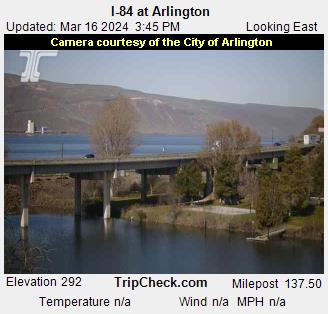 I-84 at Arlington
Updated: Mar 16 2024 3:45 PM Looking East
Camera courtesy of the City of Arlington
Elevation 292 TripCheck.com Milepost 137.50
Temperature n/a Wind n/a MPH n/a